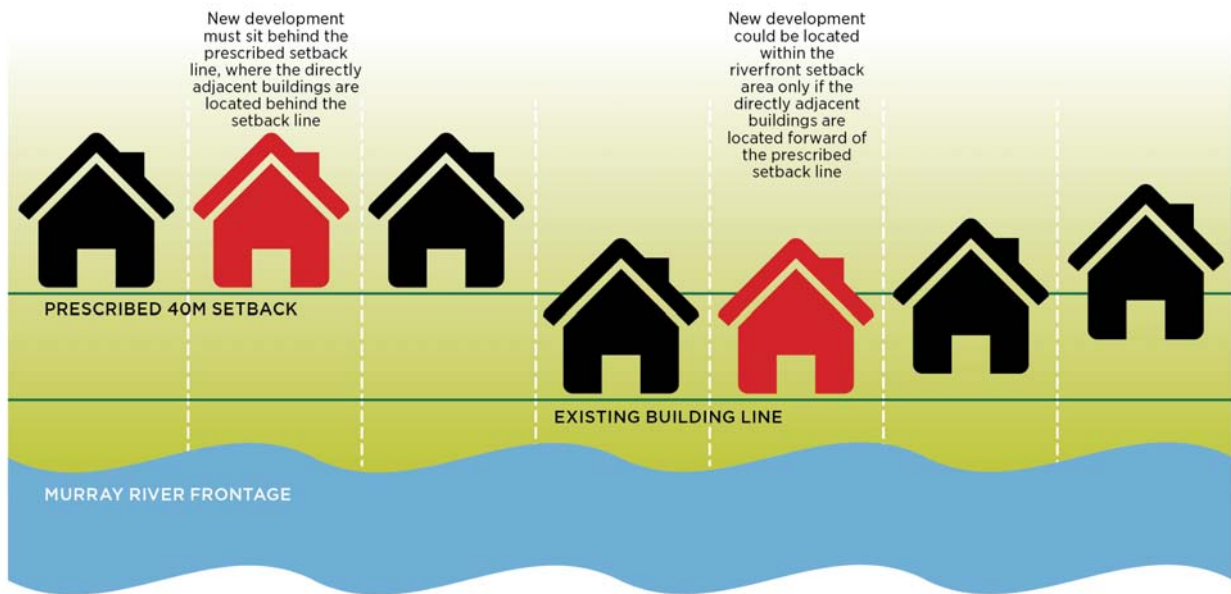 New development
must sit behind the
prescribed setback
line, where the directly
adjacent buildings are
located behind the
setback line
New development
could be located
within the
riverfront setback
area only if the
directly adjacent
buildings are
located forward of
the prescribed
setback line
PRESCRIBED 40M SETBACK
EXISTING BUILDING LINE
MURRAY RIVER FRONTAGE